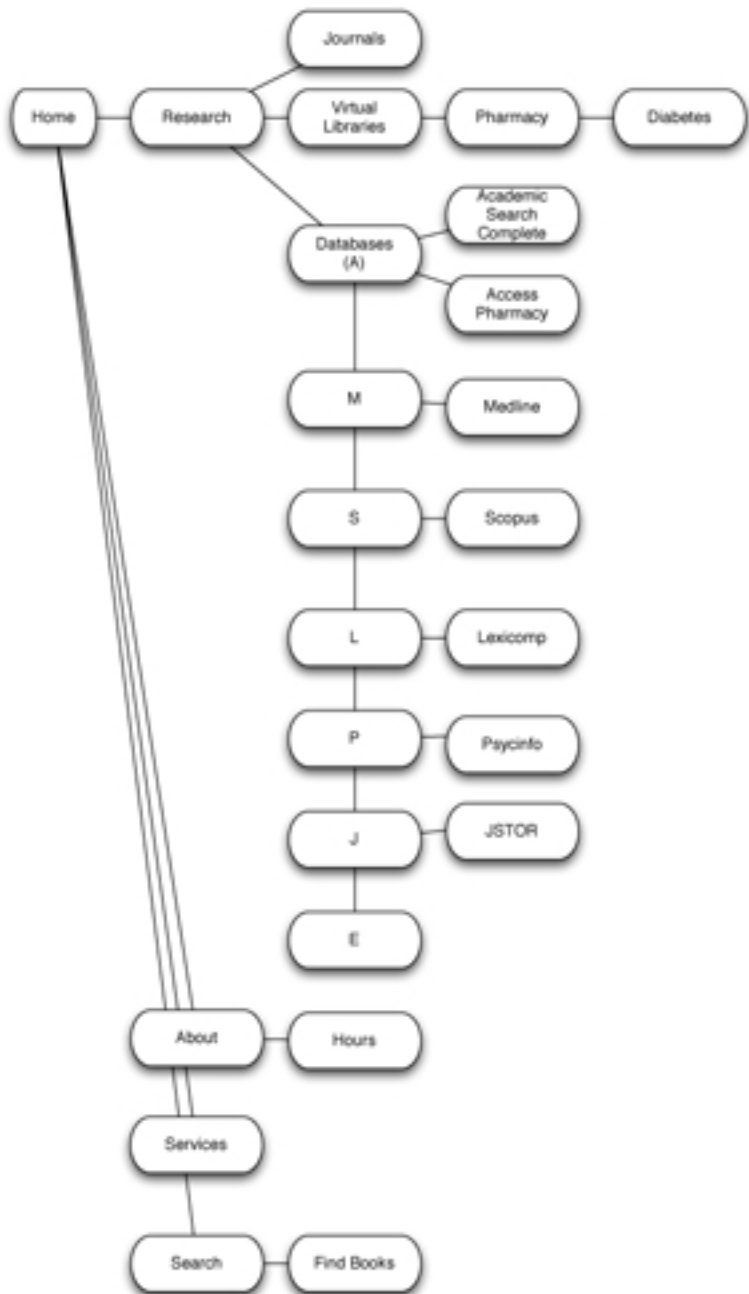 Journals
Home
Research
Virtual
Libraries
Pharmacy
Diabetes
Academic
Search
Complete
Databases
(A)
Access
Pharmacy
M
Medline
S
Scopus
L
Lexicomp
P
Psycinfo
J
JSTOR
E
About
Hours
Services
Search
Find Books